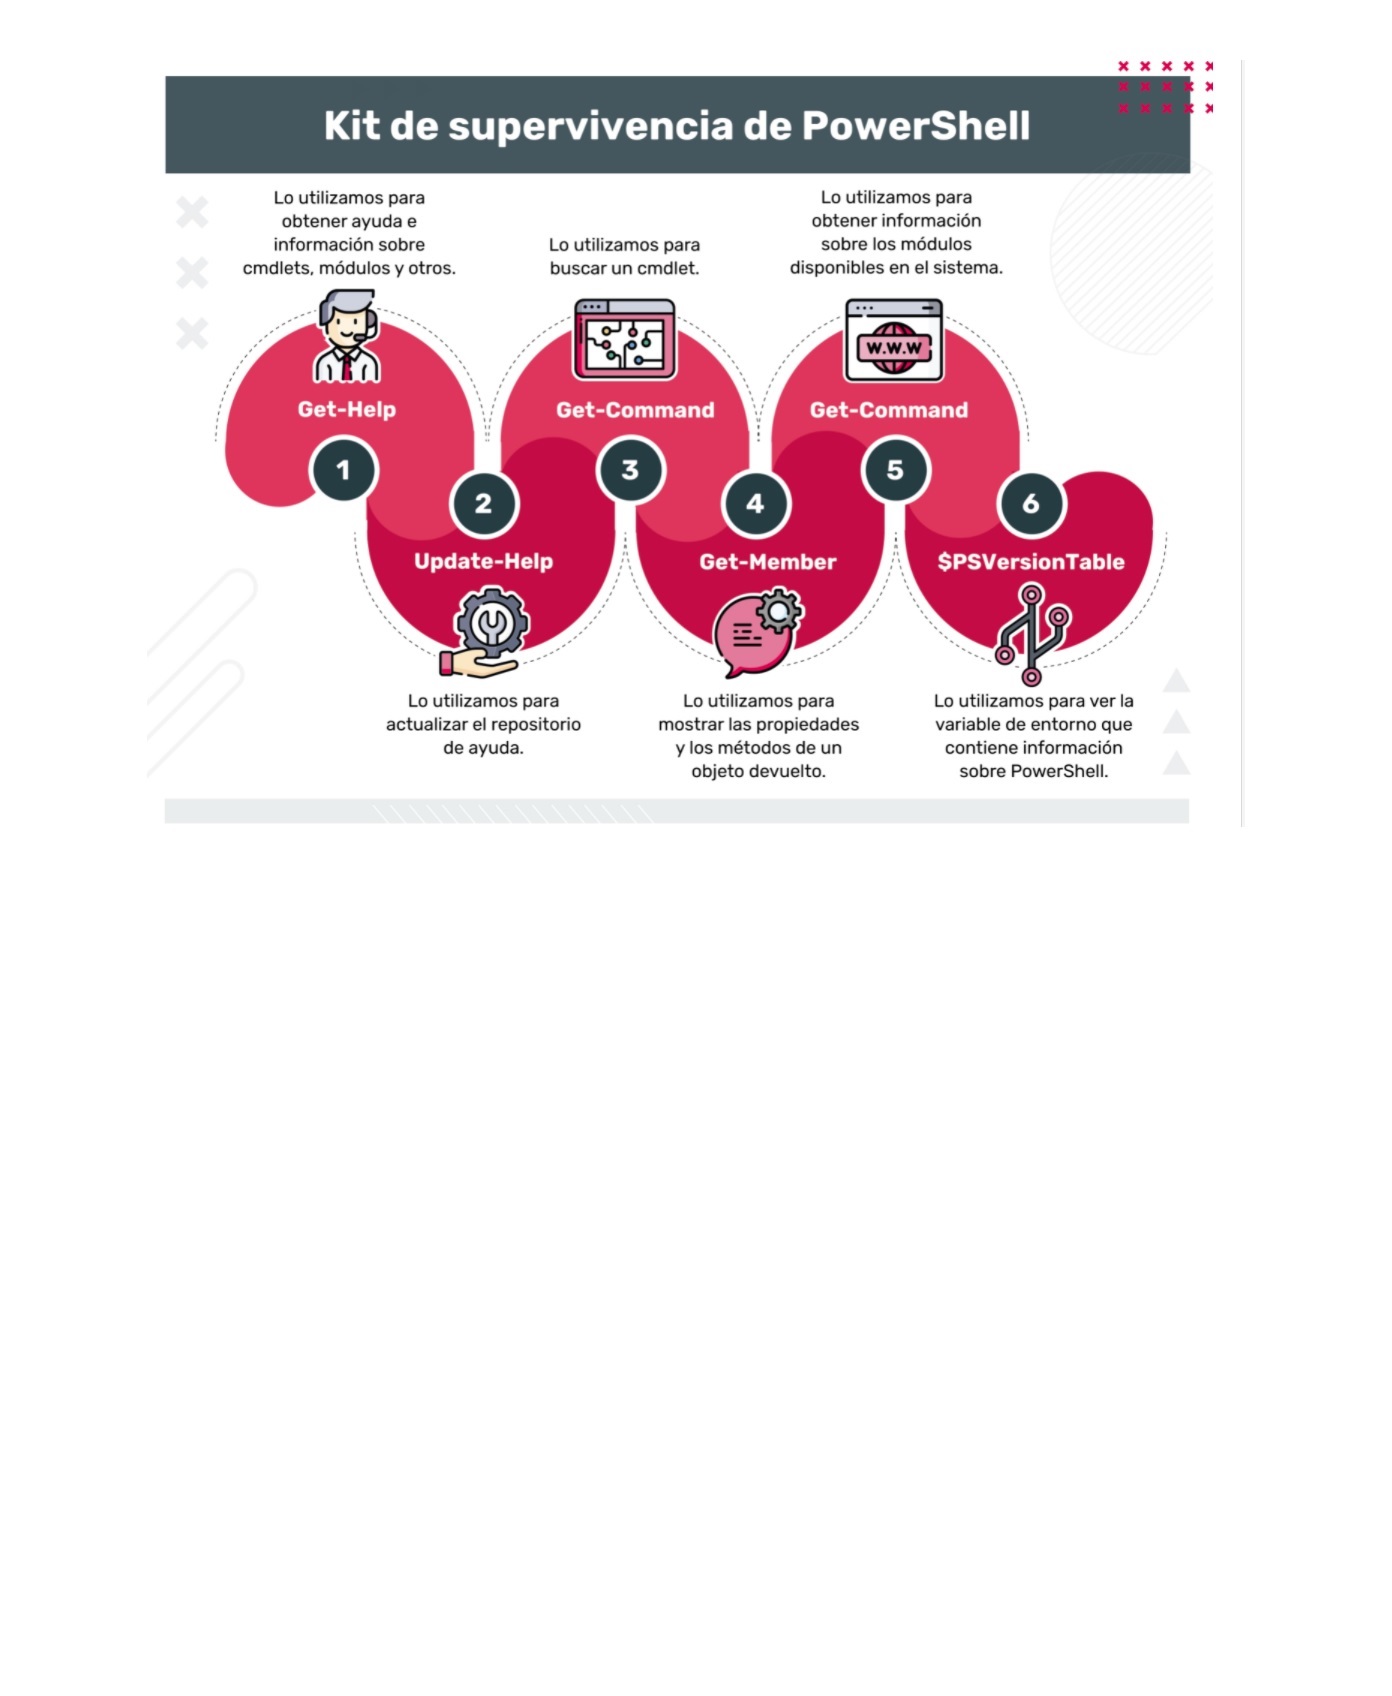 Kit de supervivencia de PowerShell
Lo utilizamos para
obtener ayuda e
información sobre
cmdlets, módulos y otros.
Get-Help
1
2
Update-Help
Lo utilizamos para
actualizar el repositorio
de ayuda.
Lo utilizamos para
buscar un cmdlet.
Get-Command
3
4
Get-Member
Lo utilizamos para
mostrar las propiedades
y los métodos de un
objeto devuelto.
Lo utilizamos para
obtener información
sobre los módulos
disponibles en el sistema.
W.W.W
Get-Command
5
6
$PSVersionTable
Lo utilizamos para ver la
variable de entorno que
contiene información
sobre PowerShell.